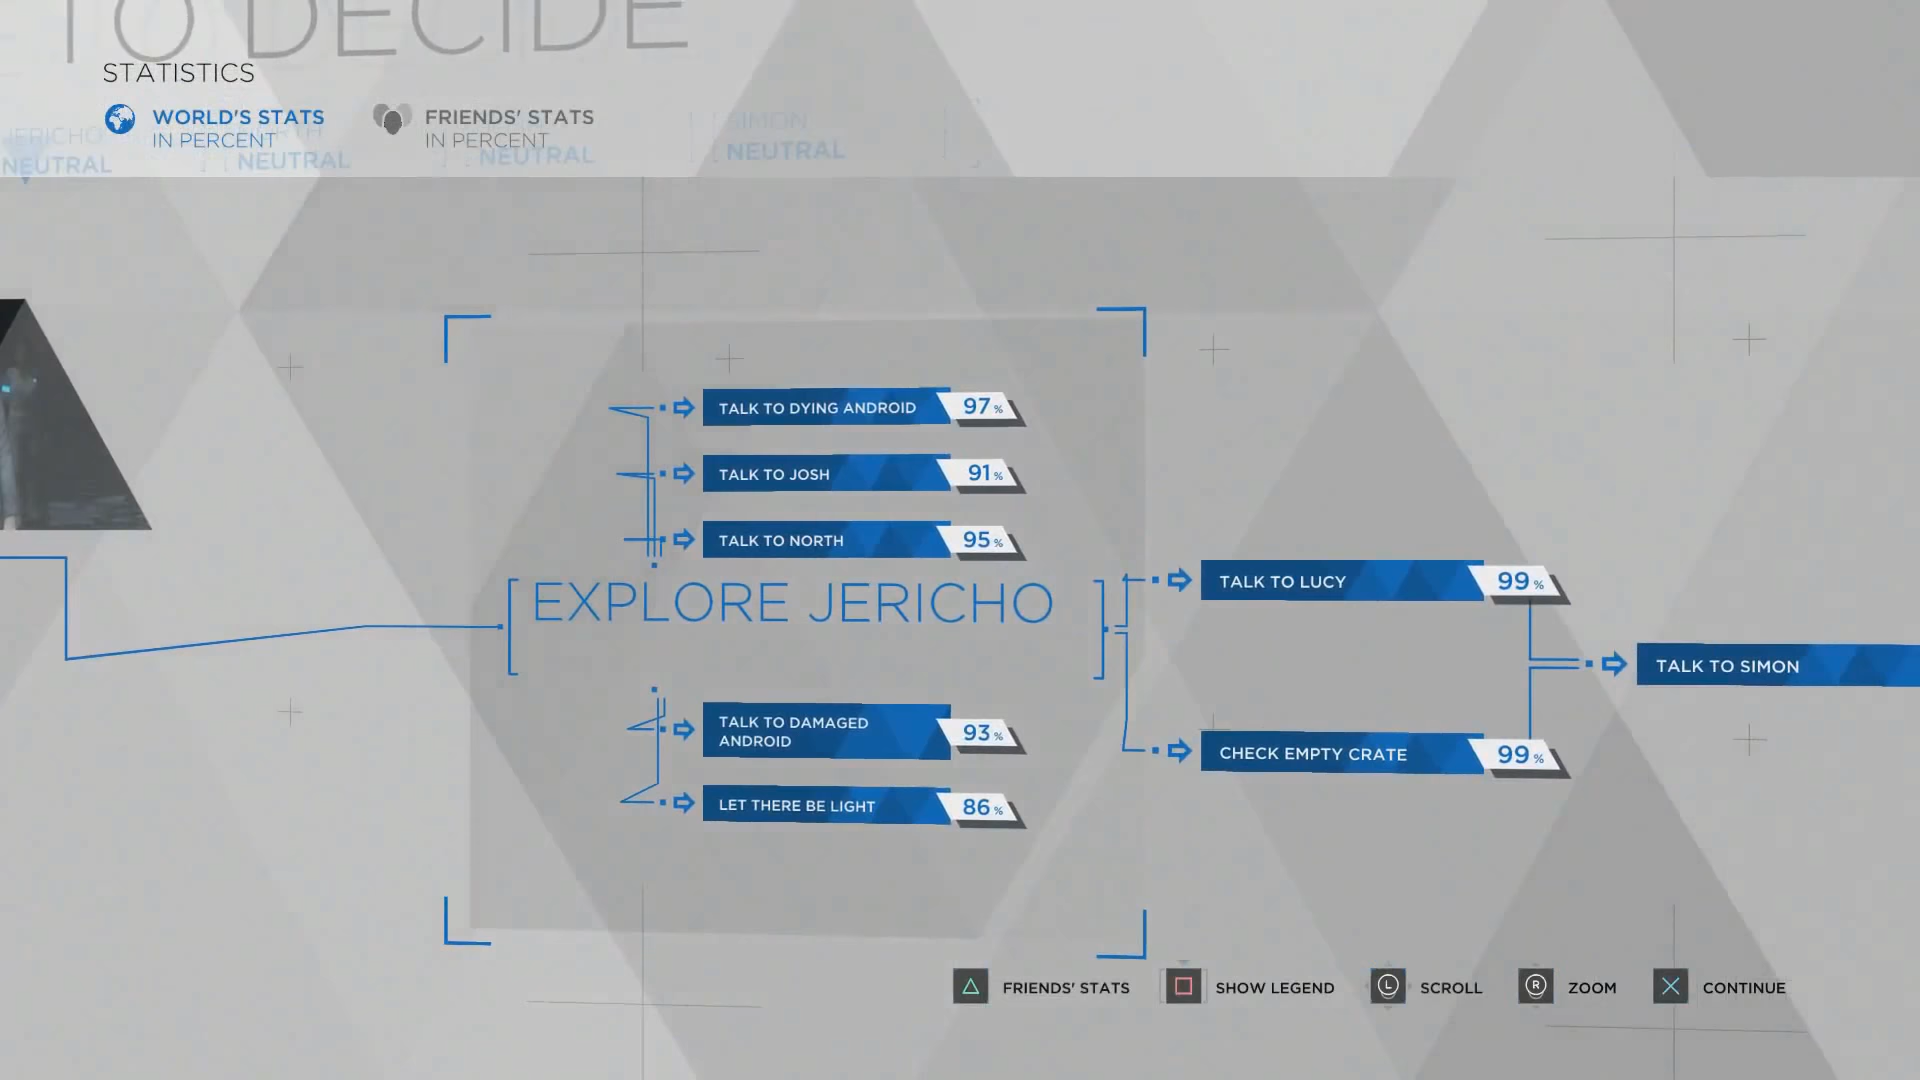 TO DECIDE
STATISTICS
WORLD'S STATS
IN PERCENT
FRIENDS' STATS
IN PERCENT
JERICHO
NEUTRAL
NORTH
NEUTRAL
NEUTRAL
SIMON
NEUTRAL
TALK TO DYING ANDROID 97%
TALK TO JOSH 91%
TALK TO NORTH 95%
EXPLORE JERICHO
TALK TO LUCY 99%
TALK TO SIMON
TALK TO DAMAGED
ANDROID 93%
CHECK EMPTY CRATE 99%
LET THERE BE LIGHT 86%
FRIENDS' STATS
SHOW LEGEND
L SCROLL
R ZOOM
CONTINUE